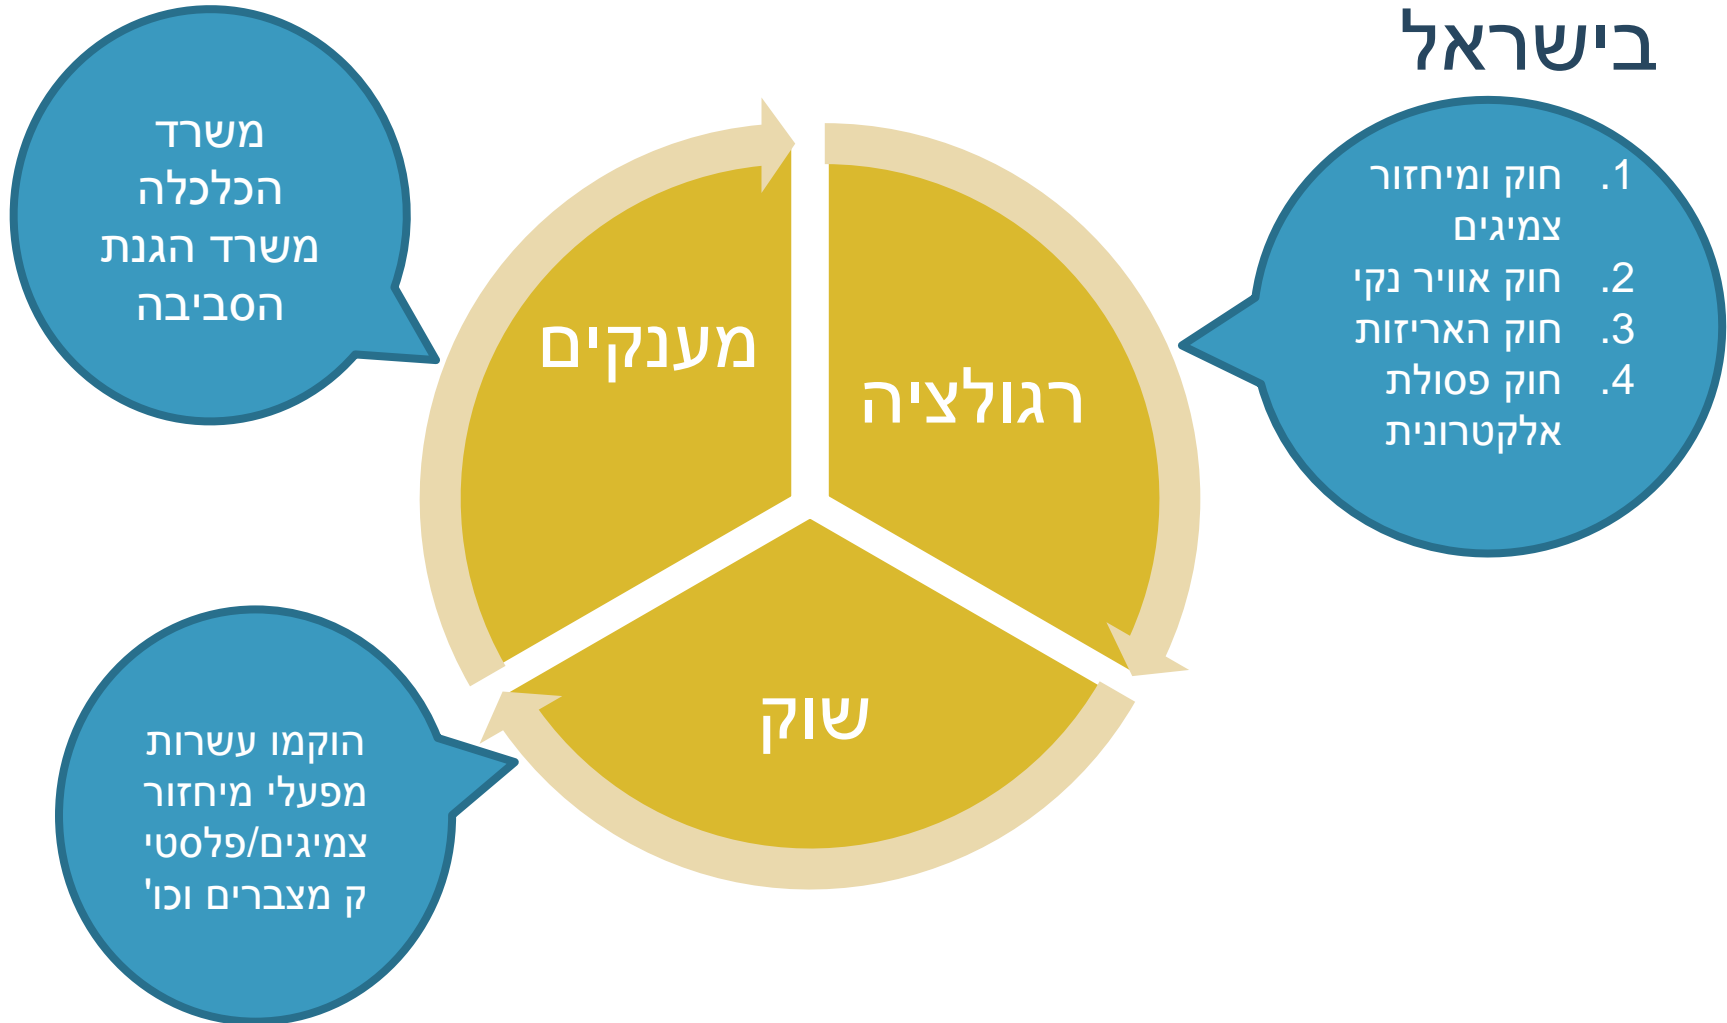 בישראל
1. חוק ומיחזור
צמיגים
2. חוק אוויר נקי
3. חוק האריזות
4. חוק פסולת
אלקטרונית
רגולציה
מענקים
משרד
הכלכלה
משרד הגנת
הסביבה
שוק
הוקמו עשרות
מפעלי מיחזור
צמיגים/פלסטי
ק מצברים וכו'